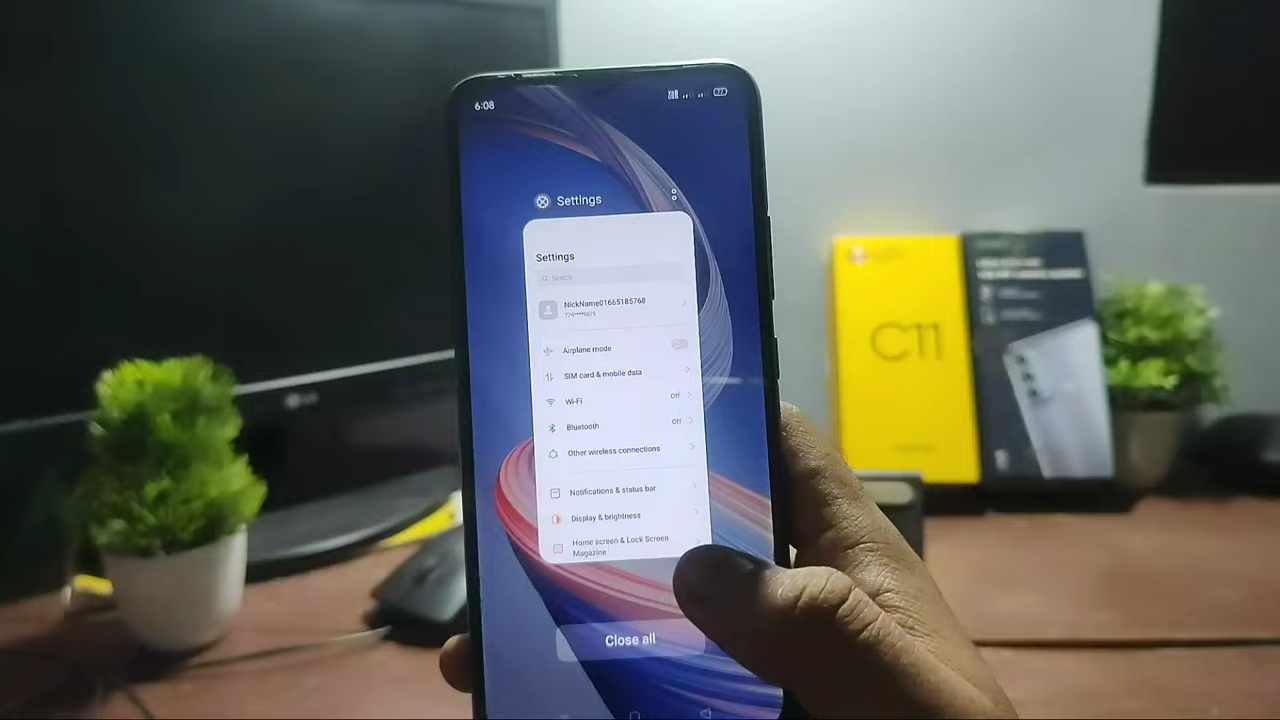 6:08
77
Settings
Settings
Search
NickName01665185768
Airplane mode
SIM card & mobile data
Wi-Fi
Off
Bluetooth
Off
Other wireless connections
Notifications & status bar
Display & brightness
Home screen & Lock Screen
Magazine
Close all
C11
LG